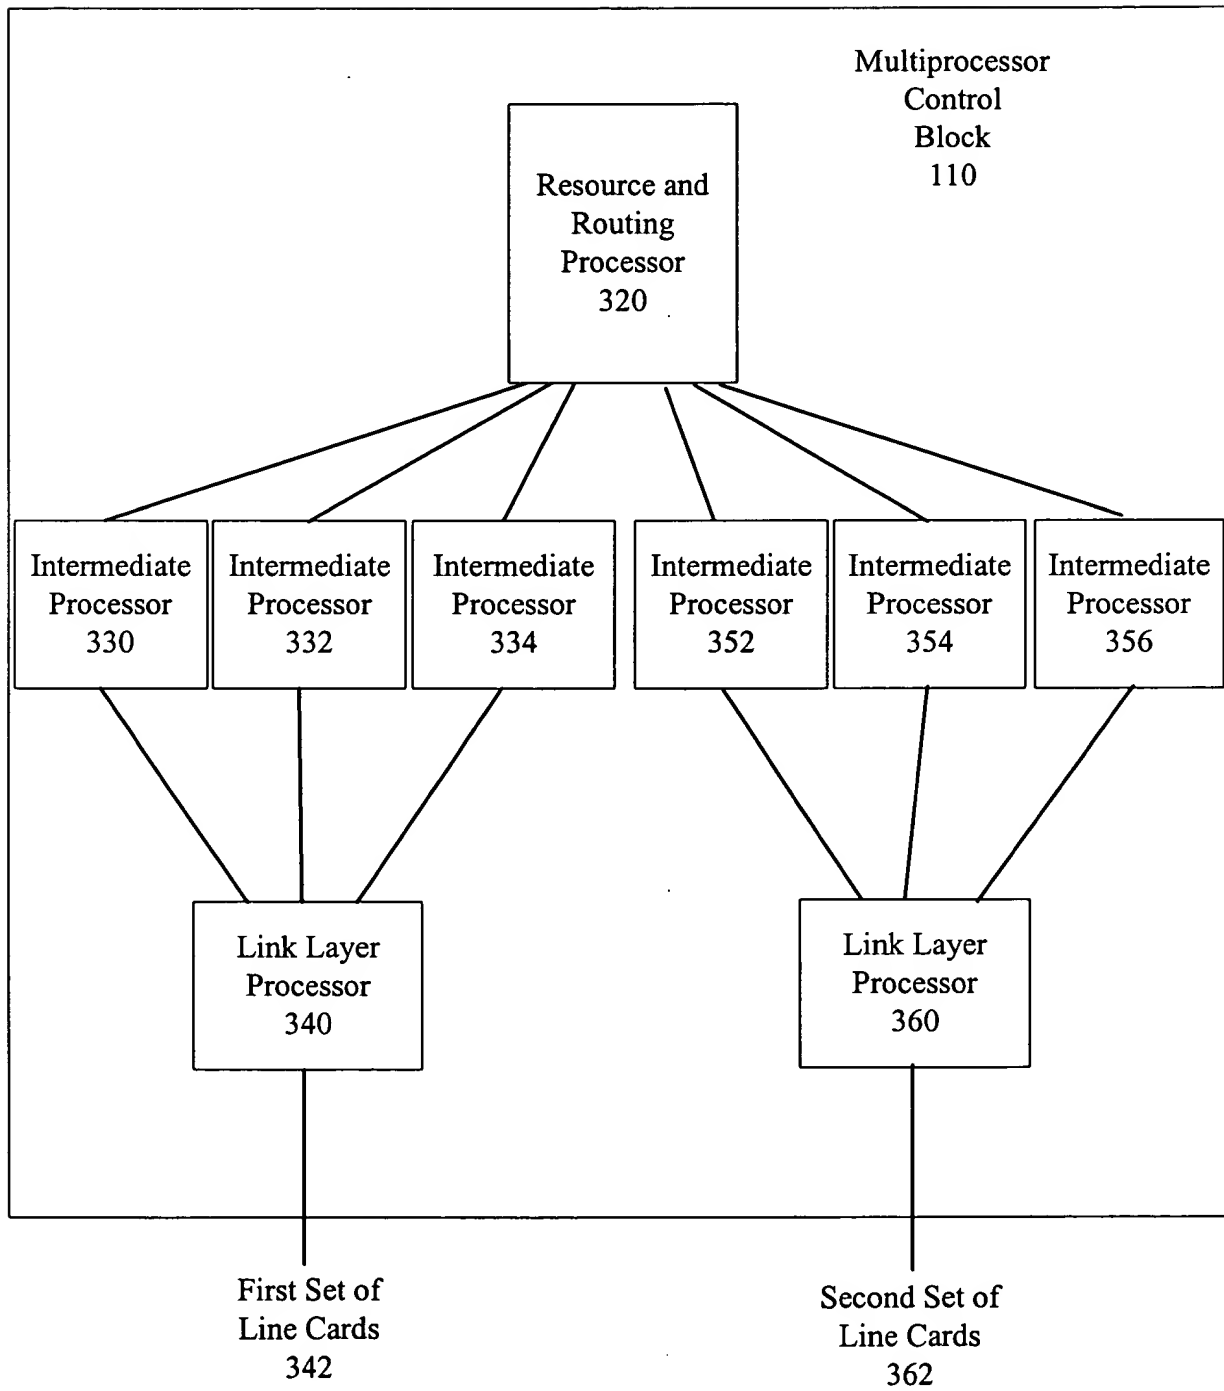 Multiprocessor
Control
Block
110
Resource and
Routing
Processor
320
Intermediate
Processor
330
Intermediate
Processor
332
Intermediate
Processor
334
Intermediate
Processor
352
Intermediate
Processor
354
Intermediate
Processor
356
Link Layer
Processor
340
Link Layer
Processor
360
First Set of
Line Cards
342
Second Set of
Line Cards
362